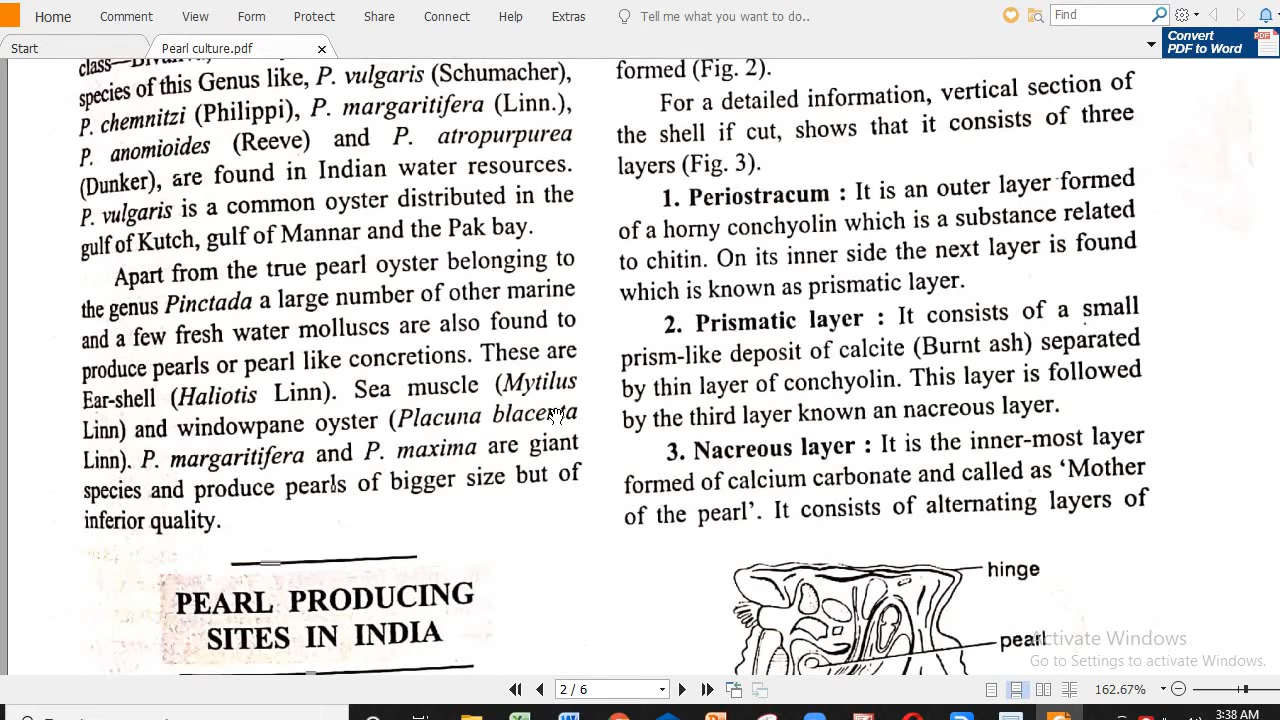 Home Comment View Form Protect Share Connect Help Extras Tell me what you want to do.. Find
Start Pearl culture.pdf Convert
PDF to Word
species of this Genus like, P. vulgaris (Schumacher),
P. chemnitzi (Philippi), P. margaritifera (Linn.),
P. anomioides (Reeve) and P. atropurpurea
(Dunker), are found in Indian water resources.
P. vulgaris is a common oyster distributed in the
gulf of Kutch, gulf of Mannar and the Pak bay.
Apart from the true pearl oyster belonging to
the genus Pinctada a large number of other marine
and a few fresh water molluscs are also found to
produce pearls or pearl like concretions. These are
Ear-shell (Haliotis Linn). Sea muscle (Mytilus
Linn) and windowpane oyster (Placuna blacenta
Linn). P. margaritifera and P. maxima are giant
species and produce pearls of bigger size but of
inferior quality.
PEARL PRODUCING
SITES IN INDIA
formed (Fig. 2).
For a detailed information, vertical section of
the shell if cut, shows that it consists of three
layers (Fig. 3).
1. Periostracum : It is an outer layer formed
of a horny conchyolin which is a substance related
to chitin. On its inner side the next layer is found
which is known as prismatic layer.
2. Prismatic layer : It consists of a small
prism-like deposit of calcite (Burnt ash) separated
by thin layer of conchyolin. This layer is followed
by the third layer known an nacreous layer.
3. Nacreous layer : It is the inner-most layer
formed of calcium carbonate and called as ‘Mother
of the pearl’. It consists of alternating layers of
hinge
pearl
Activate Windows
Go to Settings to activate Windows.
2 / 6 162.67%
3:38 AM